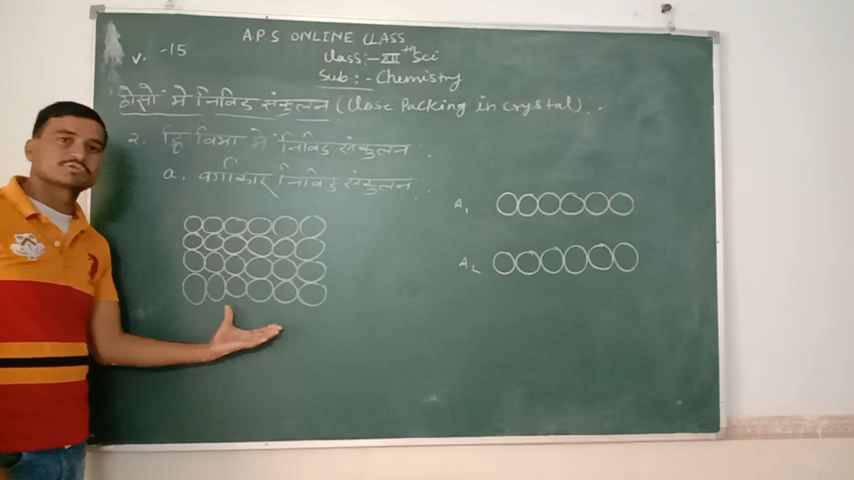 V. -15
APS ONLINE CLASS
Class:-XII th Sci
Sub:- Chemistry
ठोसों मे निविड संकुलन (Close Packing in Crystal)..
2. द्वि विमा में निविड संकुलन.
a. वर्गाकार निविड संकुलन..
A1
A2